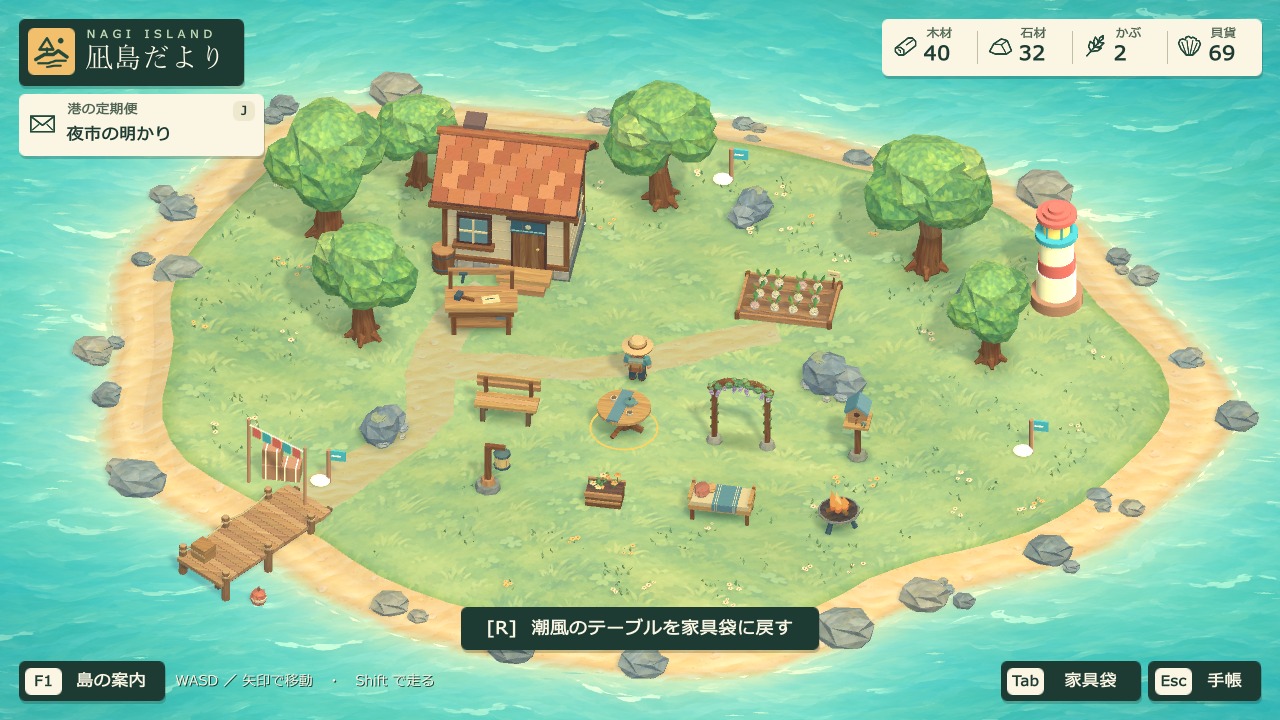 NAGI ISLAND
凪島だより
港の定期便
J
夜市の明かり
木材
40
石材
32
かぶ
2
貝貨
69
[R] 潮風のテーブルを家具袋に戻す
F1 島の案内
WASD ／ 矢印で移動 ・ Shift で走る
Tab 家具袋
Esc 手帳